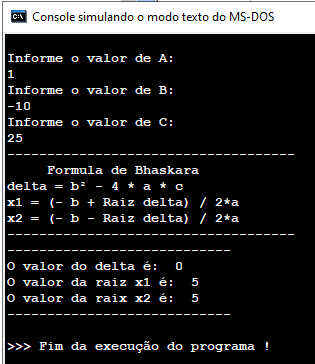 Console simulando o modo texto do MS-DOS
Informe o valor de A:
1
Informe o valor de B:
-10
Informe o valor de C:
25
------------------------------------
Formula de Bhaskara
delta = b² - 4 * a * c
x1 = (- b + Raiz delta) / 2*a
x2 = (- b - Raiz delta) / 2*a
------------------------------------
----------------------------
O valor do delta é:  0
O valor da raiz x1 é:  5
O valor da raix x2 é:  5
----------------------------
>>> Fim da execução do programa !